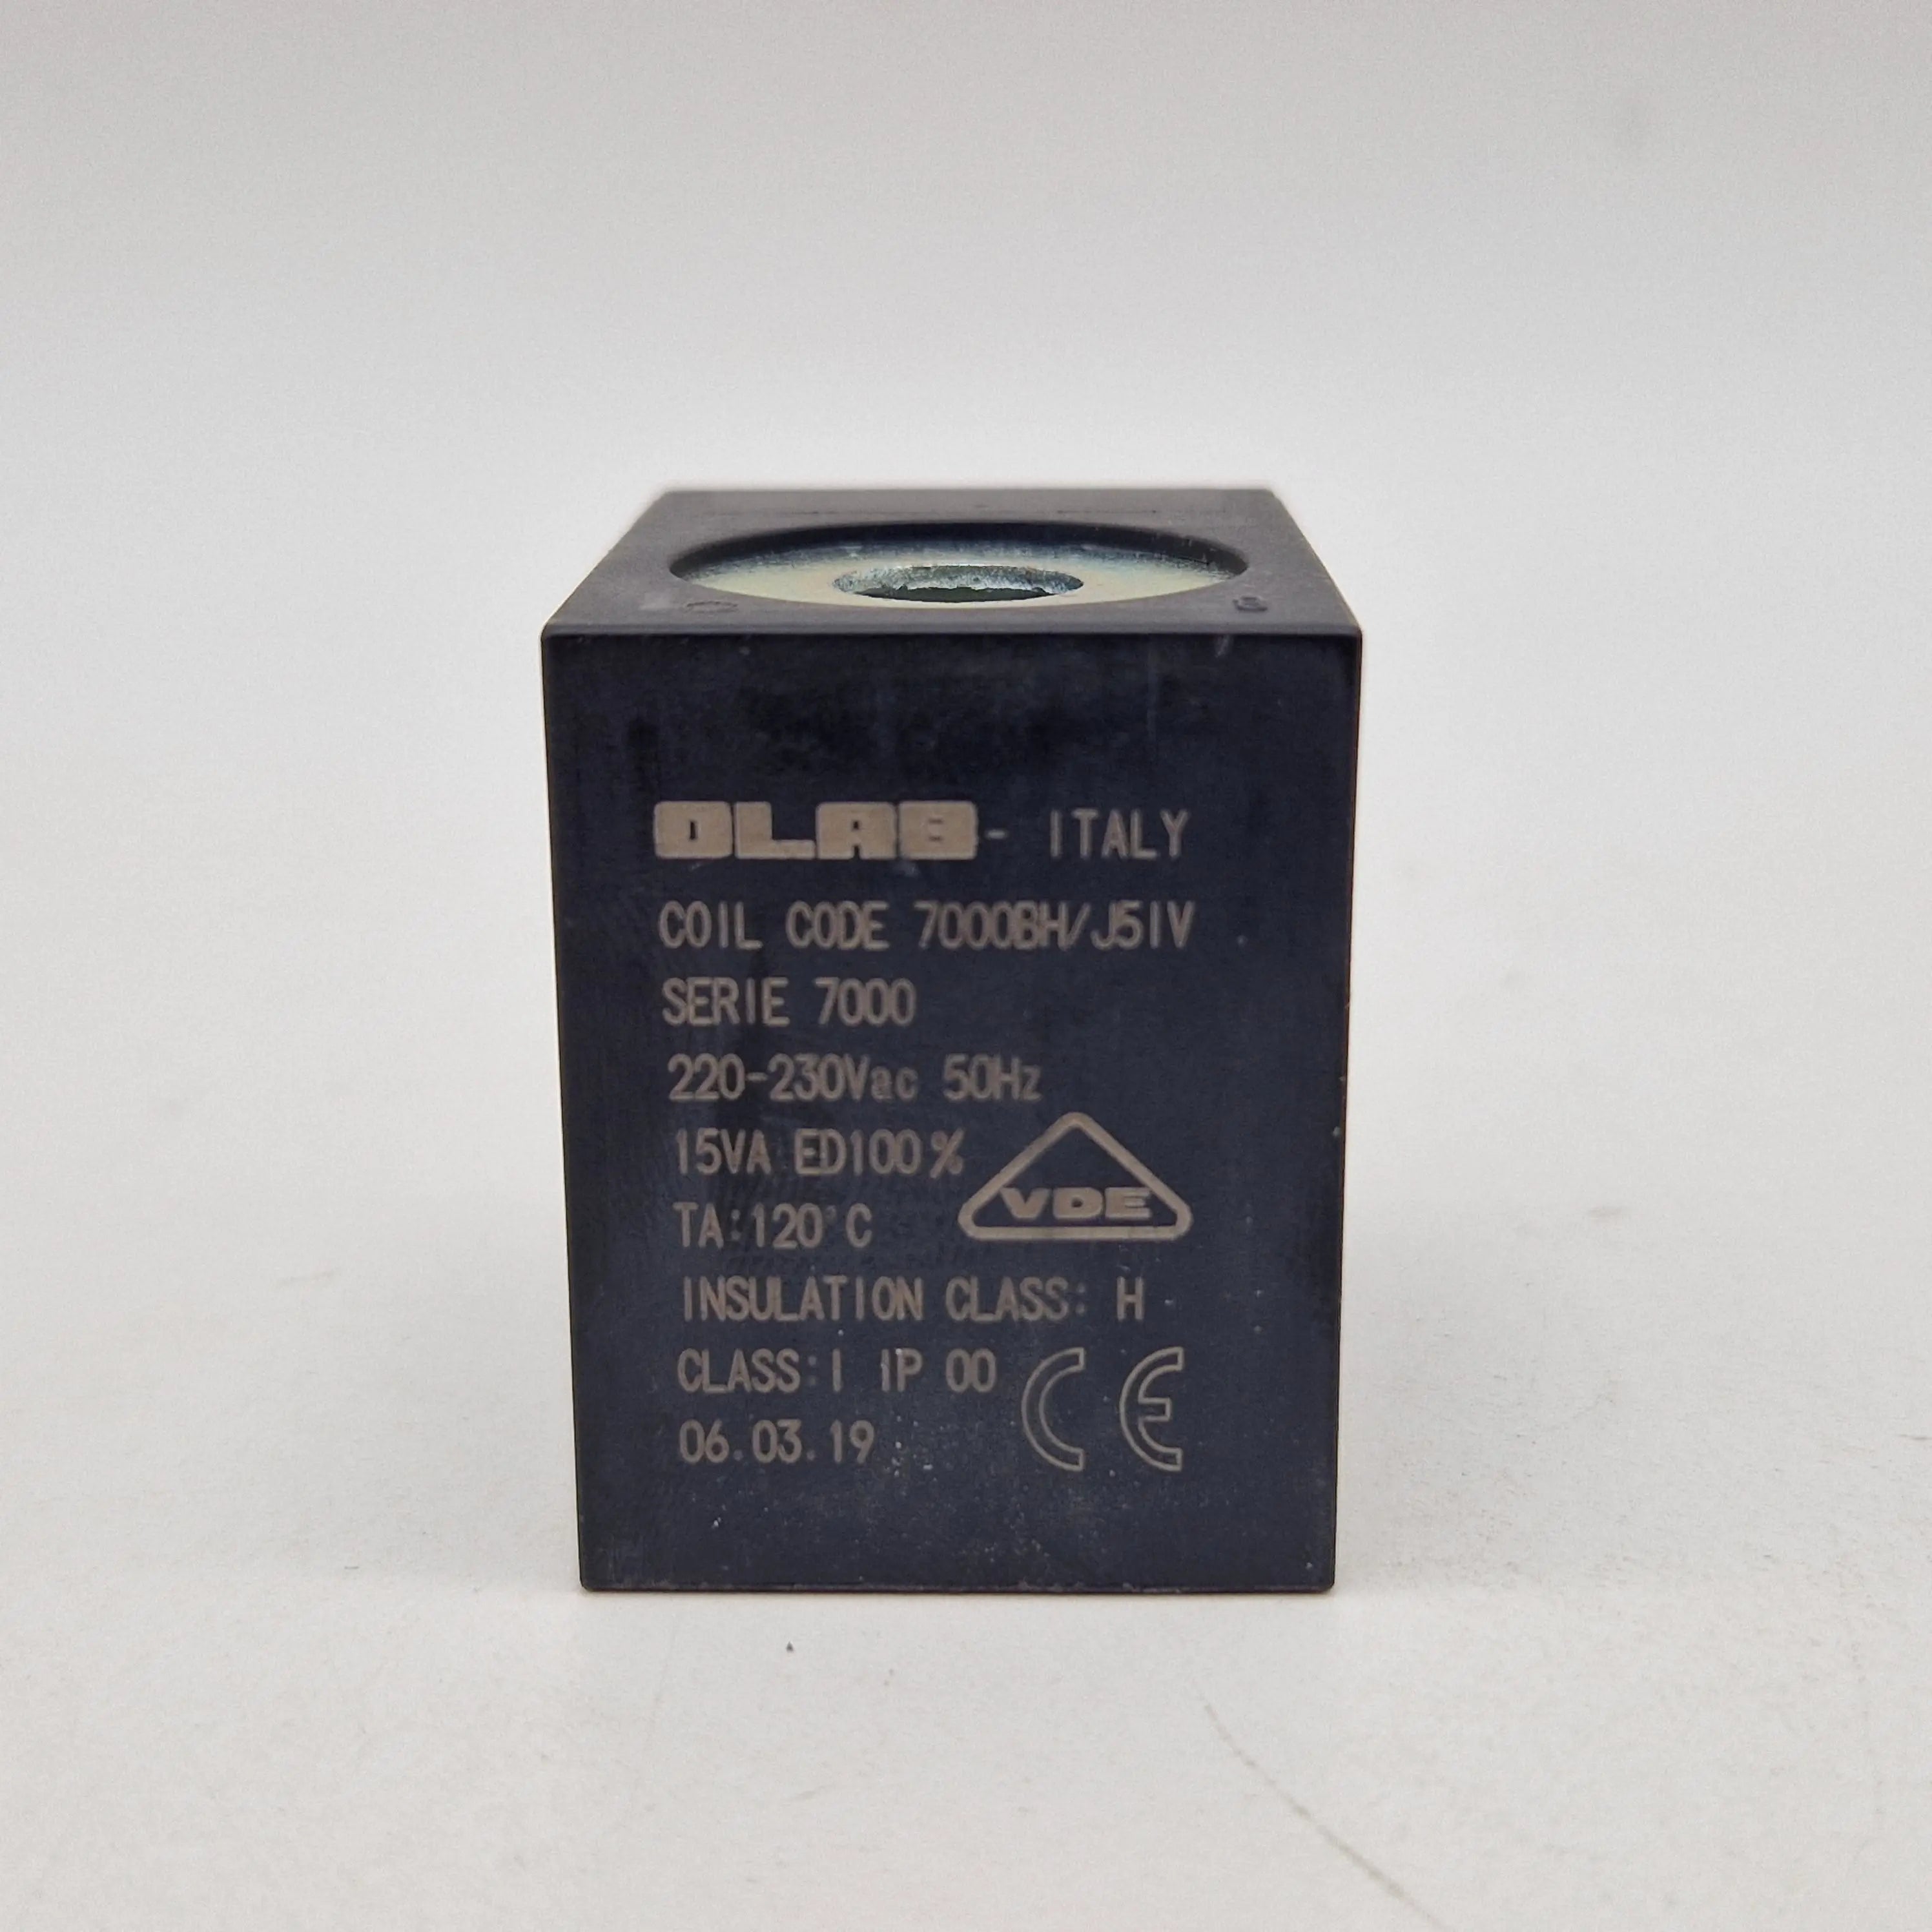 OLAB - ITALY
COIL CODE 7000BH/J5IV
SERIE 7000
220-230Vac 50Hz
15VA ED100%
TA:120°C
VDE
INSULATION CLASS: H
CLASS:I IP 00
CE
06.03.19